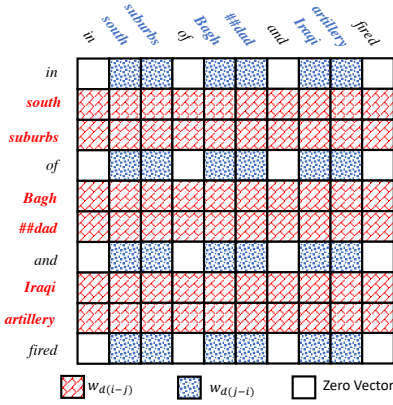 in south suburbs of Bagh ##dad and Iraqi artillery fired
in
south
suburbs
of
Bagh
##dad
and
Iraqi
artillery
fired
w_{d(i-j)} w_{d(j-i)} Zero Vector